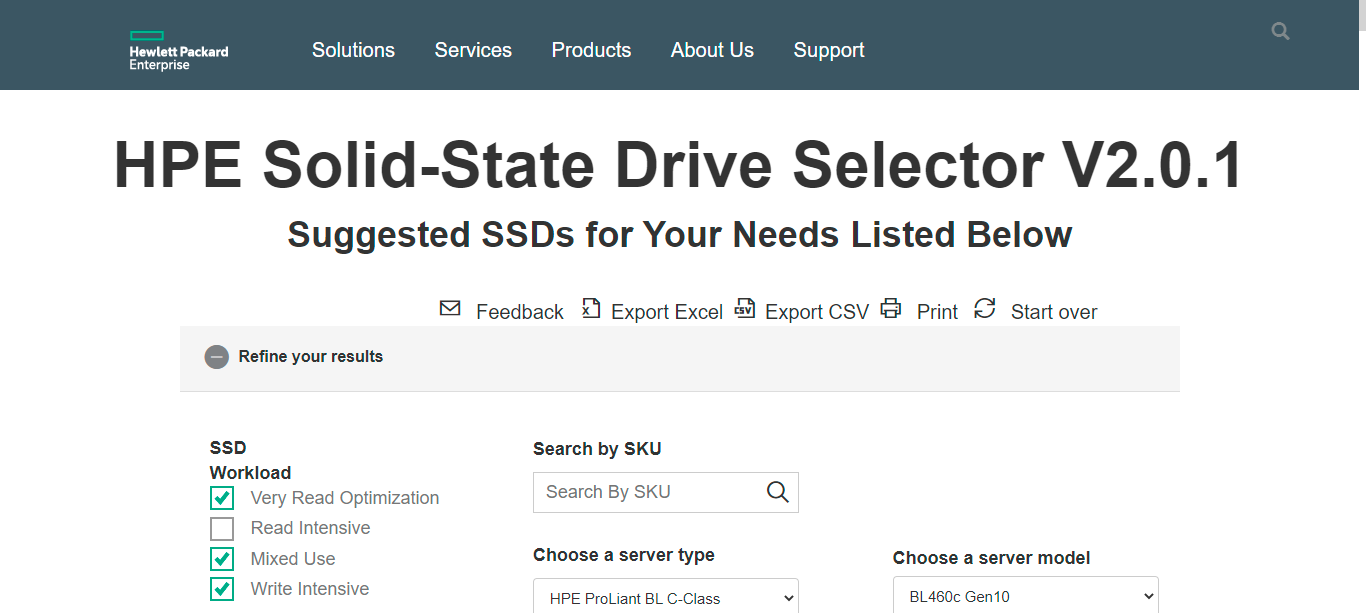 Hewlett Packard
Enterprise
Solutions Services Products About Us Support
HPE Solid-State Drive Selector V2.0.1
Suggested SSDs for Your Needs Listed Below
Feedback Export Excel CSV Export CSV Print Start over
Refine your results
SSD
Workload
Very Read Optimization
Read Intensive
Mixed Use
Write Intensive
Search by SKU
Search By SKU
Choose a server type
HPE ProLiant BL C-Class
Choose a server model
BL460c Gen10